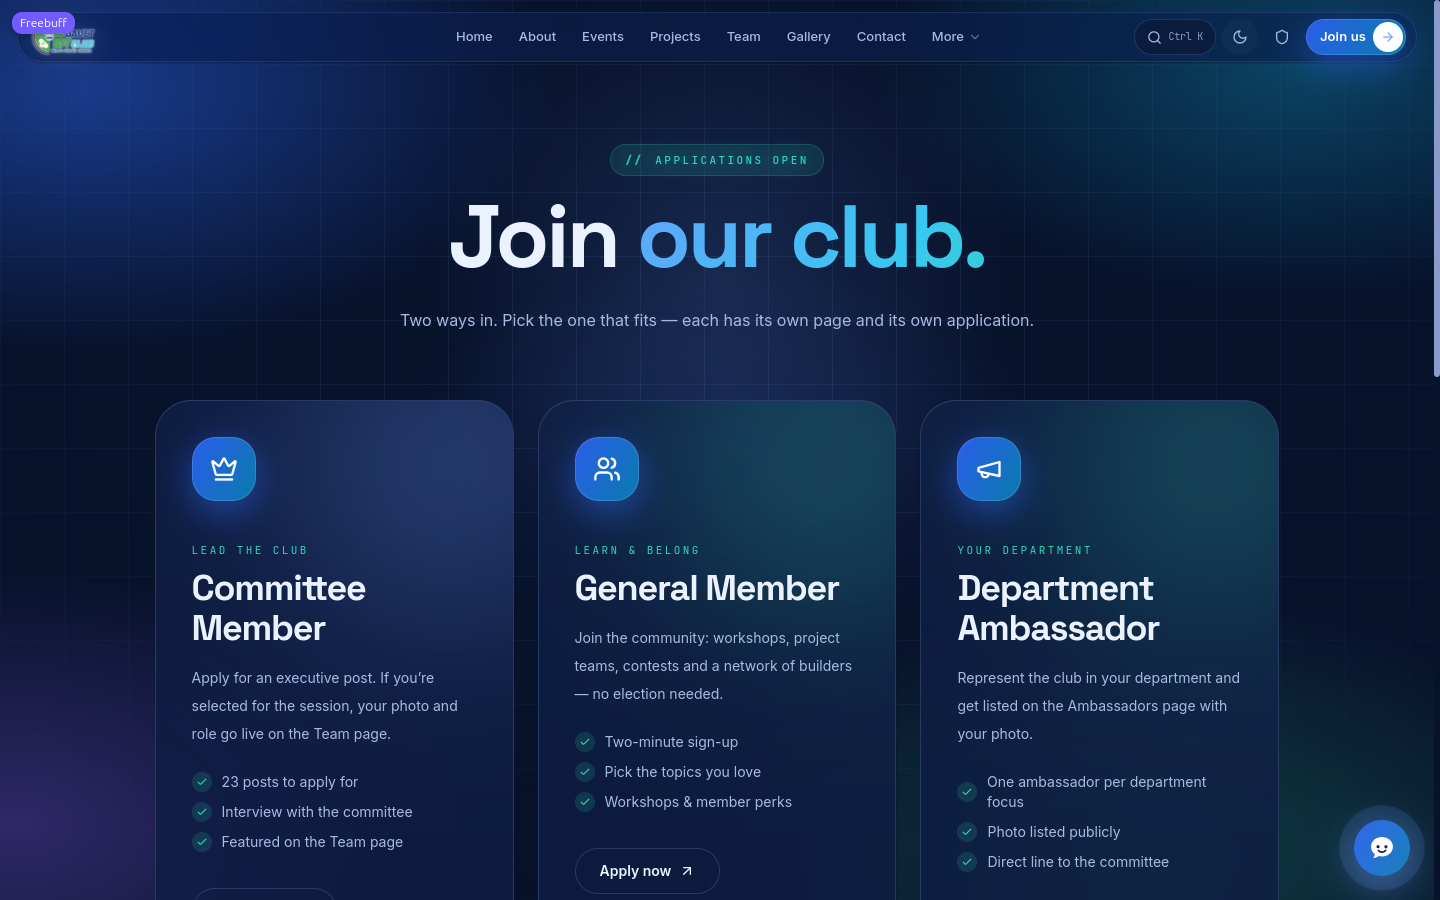 Freebuff
Home
About
Events
Projects
Team
Gallery
Contact
More
Ctrl K
Join us
// APPLICATIONS OPEN
Join our club.
Two ways in. Pick the one that fits — each has its own page and its own application.
LEAD THE CLUB
Committee
Member
Apply for an executive post. If you’re
selected for the session, your photo and
role go live on the Team page.
23 posts to apply for
Interview with the committee
Featured on the Team page
LEARN & BELONG
General Member
Join the community: workshops, project
teams, contests and a network of builders
— no election needed.
Two-minute sign-up
Pick the topics you love
Workshops & member perks
Apply now
YOUR DEPARTMENT
Department
Ambassador
Represent the club in your department and
get listed on the Ambassadors page with
your photo.
One ambassador per department
focus
Photo listed publicly
Direct line to the committee